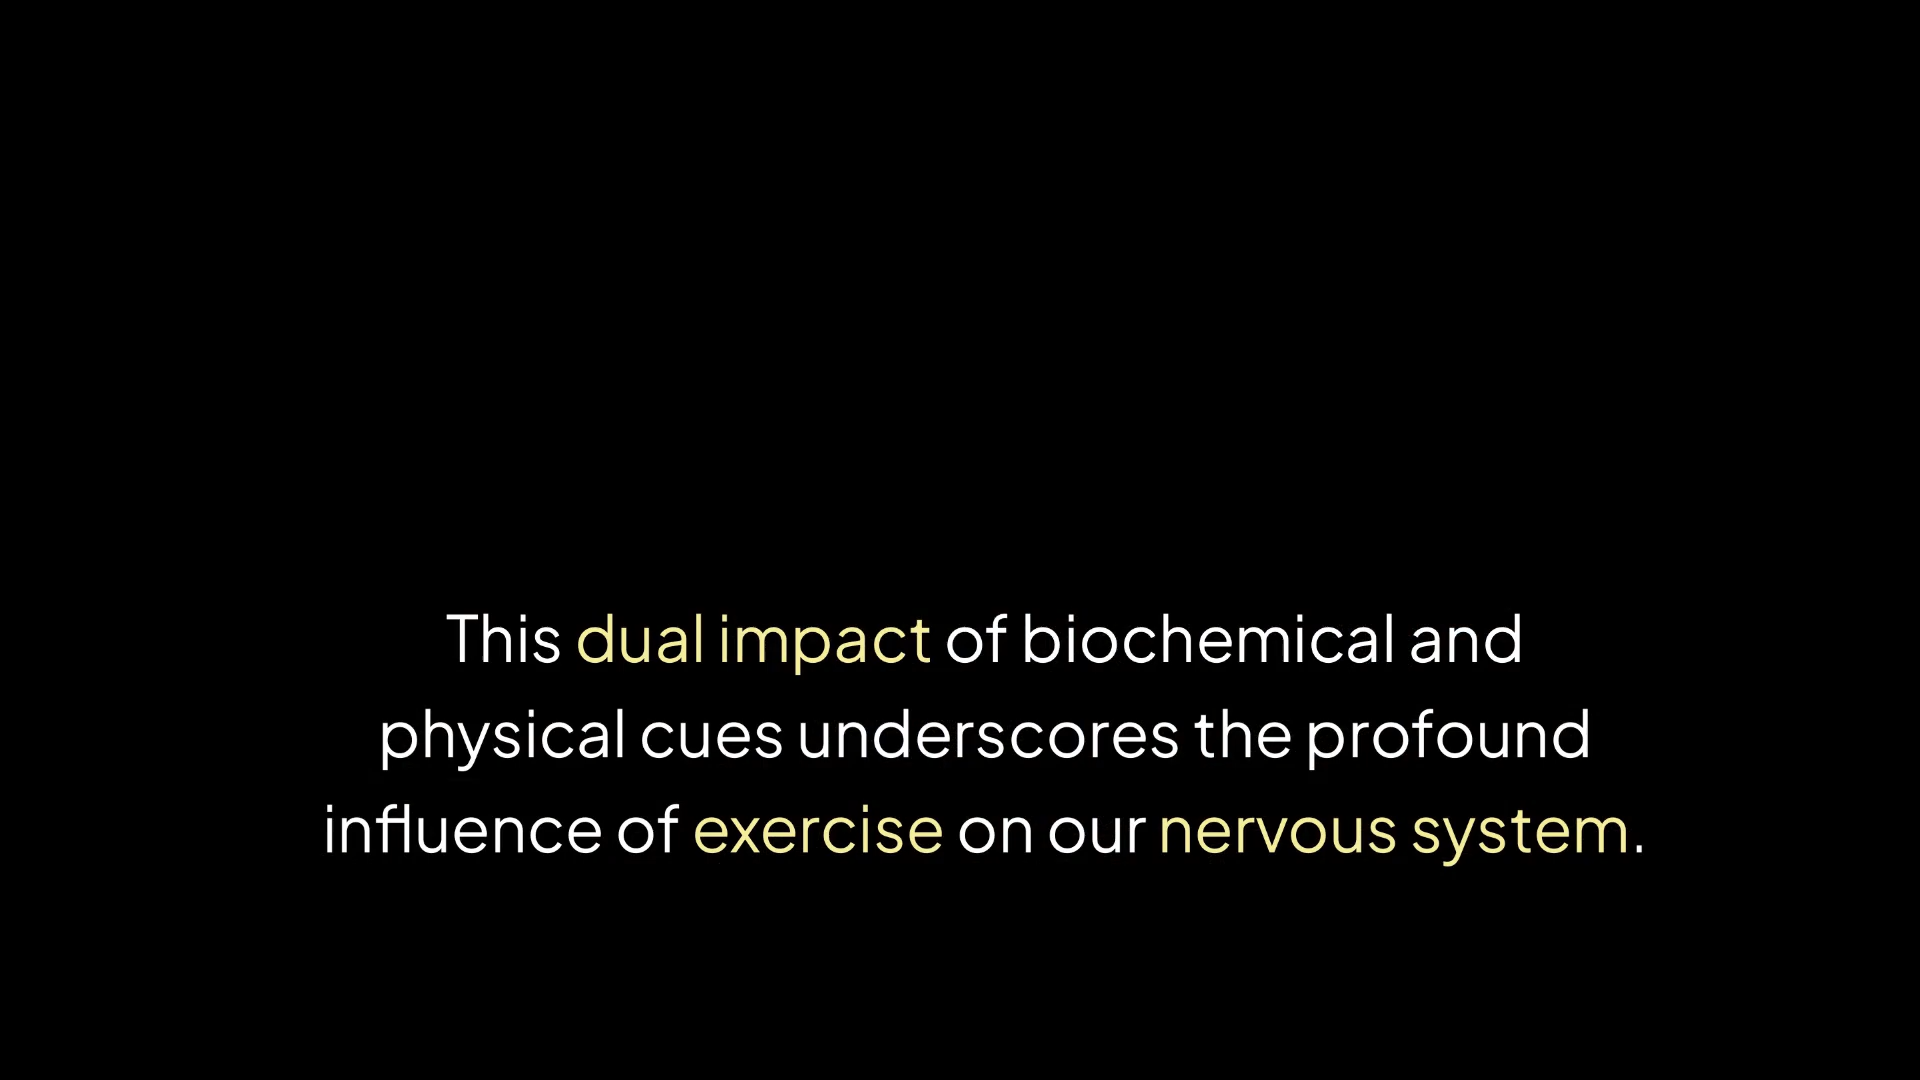 This dual impact of biochemical and
physical cues underscores the profound
influence of exercise on our nervous system.